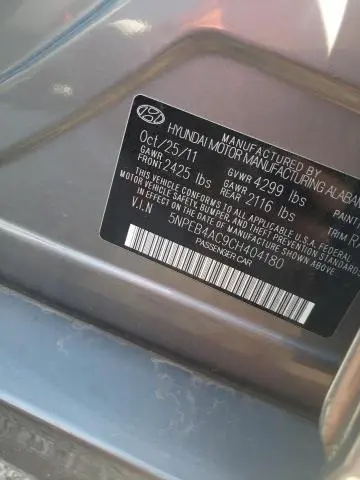 MANUFACTURED BY
HYUNDAI MOTOR MANUFACTURING ALABAMA
Oct/25/11 GVWR 4299 lbs PAINT
GAWR FRONT 2425 lbs GAWR REAR 2116 lbs TRIM
THIS VEHICLE CONFORMS TO ALL APPLICABLE U.S.A. FEDERAL
MOTOR VEHICLE SAFETY, BUMPER, AND THEFT PREVENTION
STANDARDS IN EFFECT ON THE DATE OF MANUFACTURE SHOWN ABOVE.
V.I.N 5NPEB4AC9CH404180
PASSENGER CAR